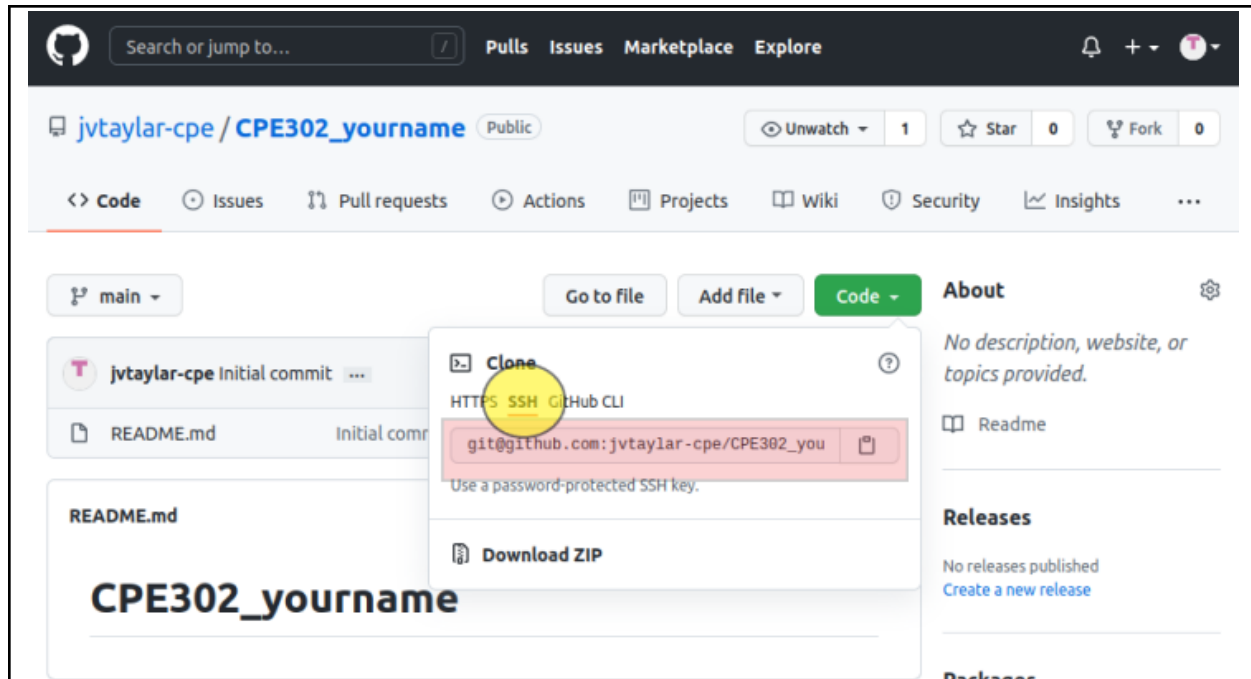 Search or jump to... / Pulls Issues Marketplace Explore
jvtaylar-cpe / CPE302_yourname Public Unwatch 1 Star 0 Fork 0
<> Code Issues Pull requests Actions Projects Wiki Security Insights ...
main Go to file Add file Code About
No description, website, or
topics provided.
Clone
jvtaylar-cpe Initial commit ...
HTTPS SSH GitHub CLI
README.md Initial comm
Readme
git@github.com:jvtaylar-cpe/CPE302_you
Use a password-protected SSH key.
README.md
Releases
Download ZIP
No releases published
Create a new release
CPE302_yourname
Packages